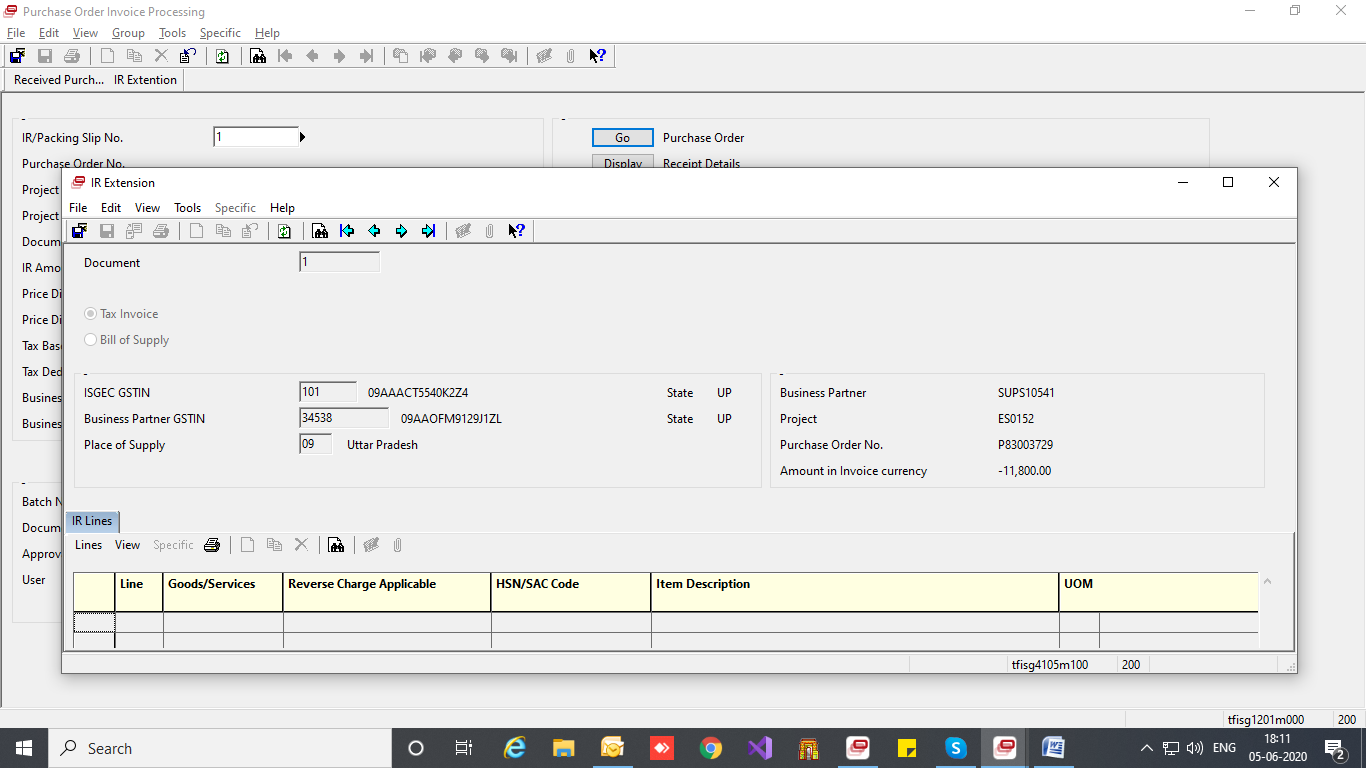 Purchase Order Invoice Processing
File Edit View Group Tools Specific Help
Received Purch... IR Extention
IR/Packing Slip No. 1 Go Purchase Order
Purchase Order No. Display Receipt Details
Project
Project
Docum
IR Amo
Price Di
Price Di
Tax Bas
Tax Ded
Busines
Busines
Batch N
Docum
Approv
User
IR Extension
File Edit View Tools Specific Help
Document 1
Tax Invoice
Bill of Supply
ISGEC GSTIN 101 09AAACT5540K2Z4 State UP
Business Partner GSTIN 34538 09AAOFM9129J1ZL State UP
Place of Supply 09 Uttar Pradesh
Business Partner SUPS10541
Project ES0152
Purchase Order No. P83003729
Amount in Invoice currency -11,800.00
IR Lines
Lines View Specific
Line Goods/Services Reverse Charge Applicable HSN/SAC Code Item Description UOM
tfisg4105m100 200
tfisg1201m000 200
Search ENG 18:11
05-06-2020 2